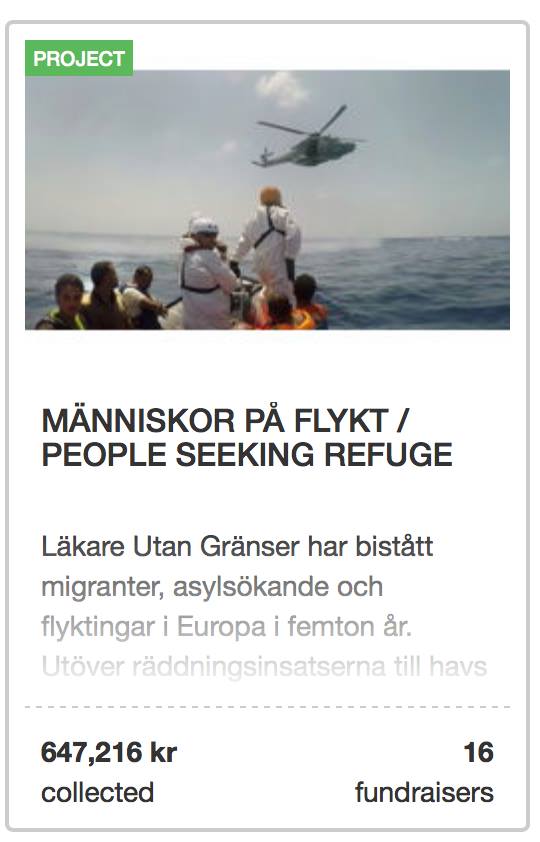 PROJECT
MÄNNISKOR PÅ FLYKT /
PEOPLE SEEKING REFUGE
Läkare Utan Gränser har bistått
migranter, asylsökande och
flyktingar i Europa i femton år.
Utöver räddningsinsatserna till havs
647,216 kr
16
collected
fundraisers